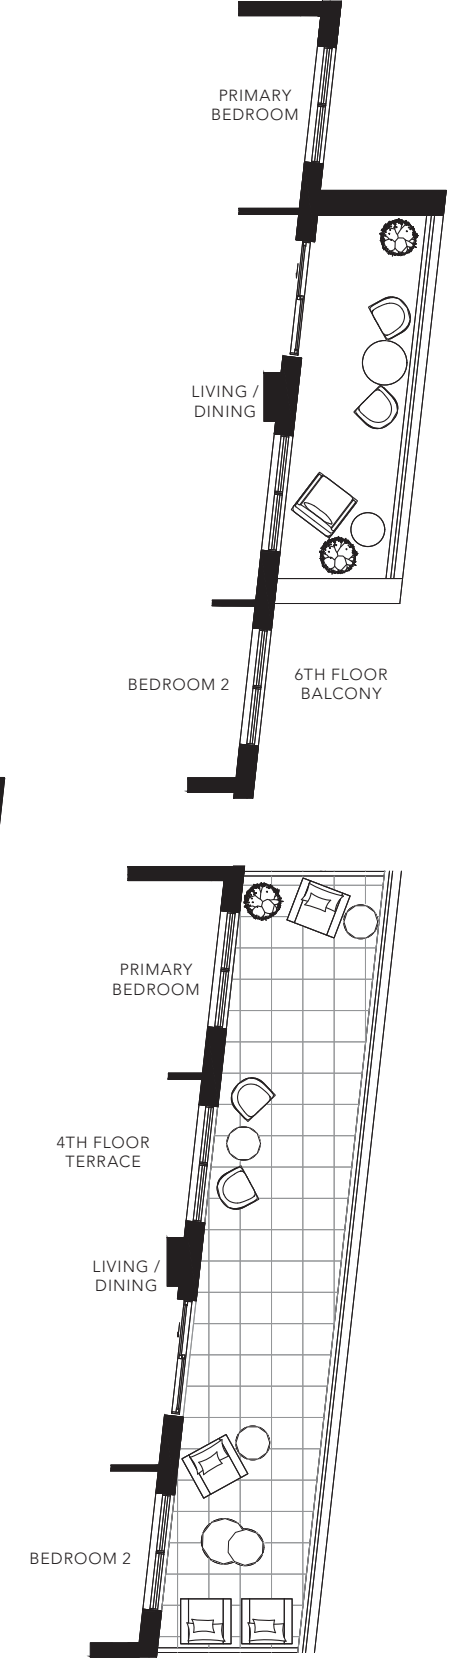 PRIMARY
BEDROOM
LIVING /
DINING
BEDROOM 2
6TH FLOOR
BALCONY
PRIMARY
BEDROOM
4TH FLOOR
TERRACE
LIVING /
DINING
BEDROOM 2